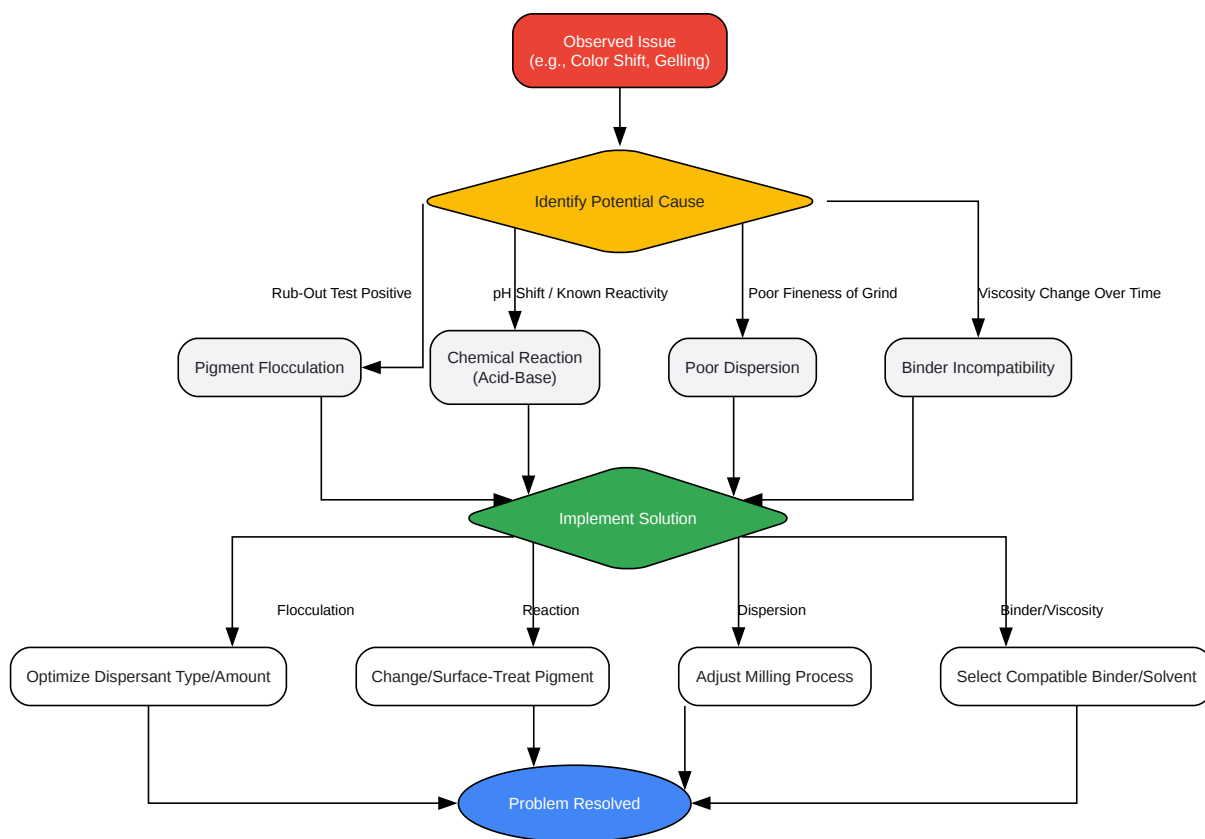 Observed Issue
(e.g., Color Shift, Gelling)
Identify Potential Cause
Rub-Out Test Positive
pH Shift / Known Reactivity
Poor Fineness of Grind
Viscosity Change Over Time
Pigment Flocculation
Chemical Reaction
(Acid-Base)
Poor Dispersion
Binder Incompatibility
Implement Solution
Flocculation
Reaction
Dispersion
Binder/Viscosity
Optimize Dispersant Type/Amount
Change/Surface-Treat Pigment
Adjust Milling Process
Select Compatible Binder/Solvent
Problem Resolved